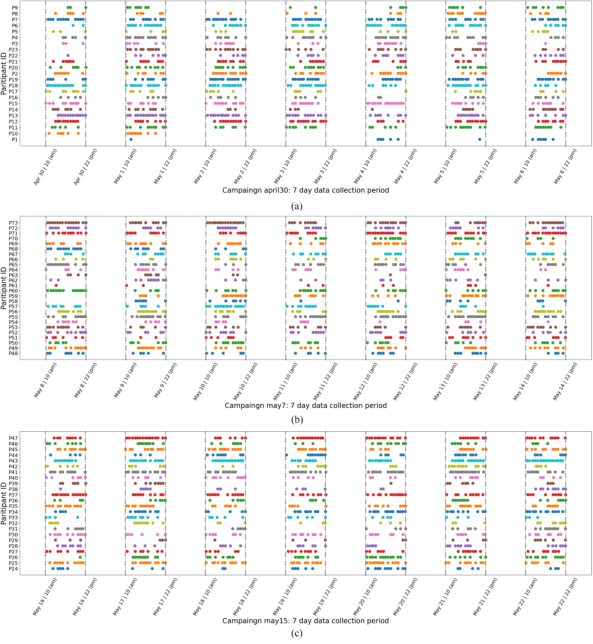 Paritipant ID
P9
P8
P7
P6
P5
P4
P3
P23
P22
P21
P20
P2
P19
P18
P17
P16
P15
P14
P13
P12
P11
P10
P1
Apr 30 | 10 (am)
Apr 30 | 22 (pm)
May 1 | 10 (am)
May 1 | 22 (pm)
May 2 | 10 (am)
May 2 | 22 (pm)
May 3 | 10 (am)
May 3 | 22 (pm)
May 4 | 10 (am)
May 4 | 22 (pm)
May 5 | 10 (am)
May 5 | 22 (pm)
May 6 | 10 (am)
May 6 | 22 (pm)
Campaingn april30: 7 day data collection period
(a)
Paritipant ID
P73
P72
P71
P70
P69
P68
P67
P66
P65
P64
P63
P62
P61
P60
P59
P58
P57
P56
P55
P54
P53
P52
P51
P50
P49
P48
May 8 | 10 (am)
May 8 | 22 (pm)
May 9 | 10 (am)
May 9 | 22 (pm)
May 10 | 10 (am)
May 10 | 22 (pm)
May 11 | 10 (am)
May 11 | 22 (pm)
May 12 | 10 (am)
May 12 | 22 (pm)
May 13 | 10 (am)
May 13 | 22 (pm)
May 14 | 10 (am)
May 14 | 22 (pm)
Campaingn may7: 7 day data collection period
(b)
Paritipant ID
P47
P46
P45
P44
P43
P42
P41
P40
P39
P38
P37
P36
P35
P34
P33
P32
P31
P30
P29
P28
P27
P26
P25
P24
May 16 | 10 (am)
May 16 | 22 (pm)
May 17 | 10 (am)
May 17 | 22 (pm)
May 18 | 10 (am)
May 18 | 22 (pm)
May 19 | 10 (am)
May 19 | 22 (pm)
May 20 | 10 (am)
May 20 | 22 (pm)
May 21 | 10 (am)
May 21 | 22 (pm)
May 22 | 10 (am)
May 22 | 22 (pm)
Campaingn may15: 7 day data collection period
(c)